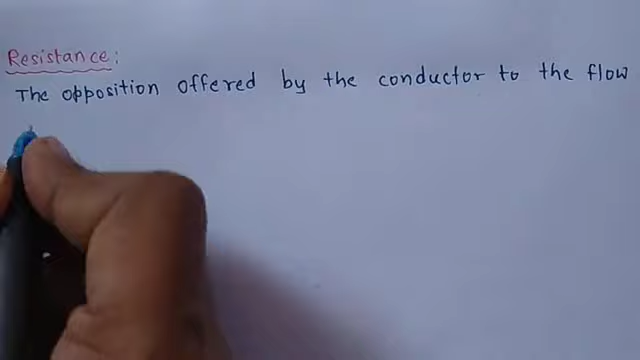 Resistance:
The opposition offered by the conductor to the flow